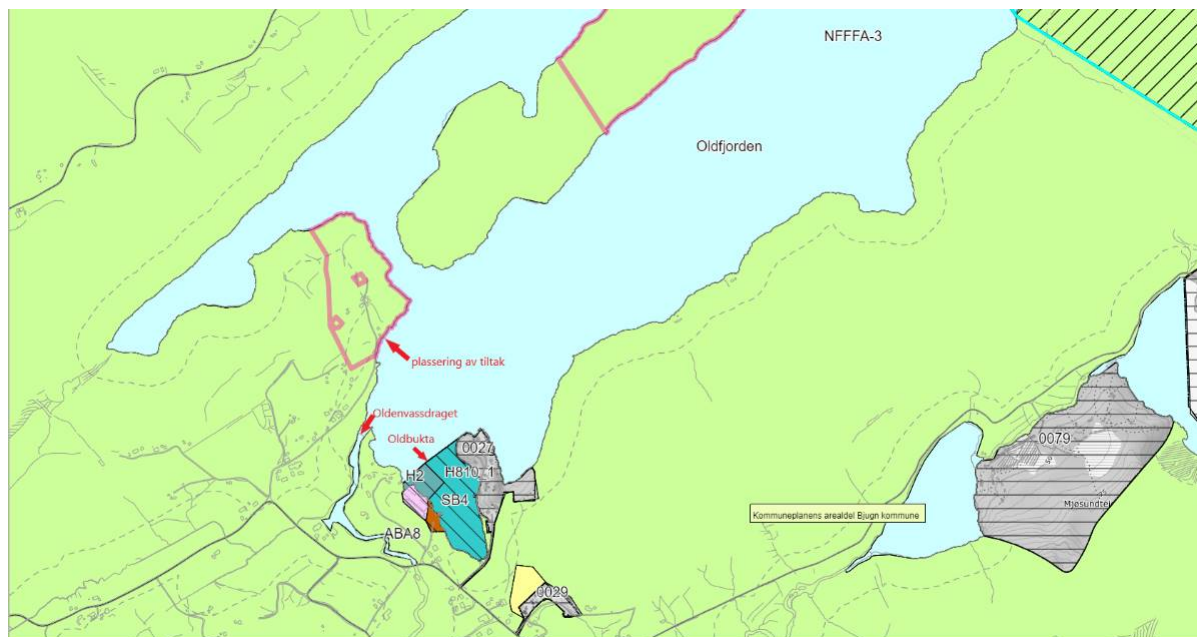 NFFFA-3
Oldfjorden
plassering av tiltak
Oldenvassdraget
Oldbukta
0027
H2
H810_1
SB4
0079
Mjøsundtei
Kommuneplanens arealdel Bjugn kommune
ABA8
0029